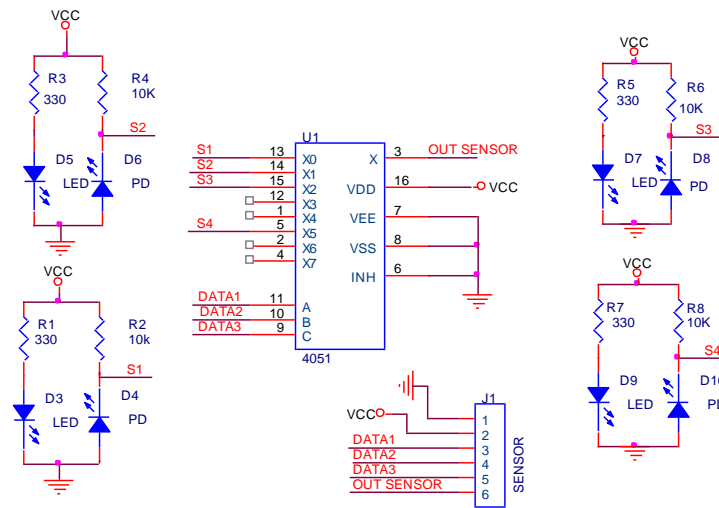 VCC
R3
330
R4
10K
S2
D5
LED
D6
PD
VCC
R1
330
R2
10k
S1
D3
LED
D4
PD
U1
S1 13 X0
S2 14 X1
S3 15 X2
12 X3
1 X4
S4 5 X5
2 X6
4 X7
DATA1 11 A
DATA2 10 B
DATA3 9 C
X 3 OUT SENSOR
VDD 16 VCC
VEE 7
VSS 8
INH 6
4051
J1
1
VCC 2
DATA1 3
DATA2 4
DATA3 5
OUT SENSOR 6
SENSOR
VCC
R5
330
R6
10K
S3
D7
LED
D8
PD
VCC
R7
330
R8
10K
S4
D9
LED